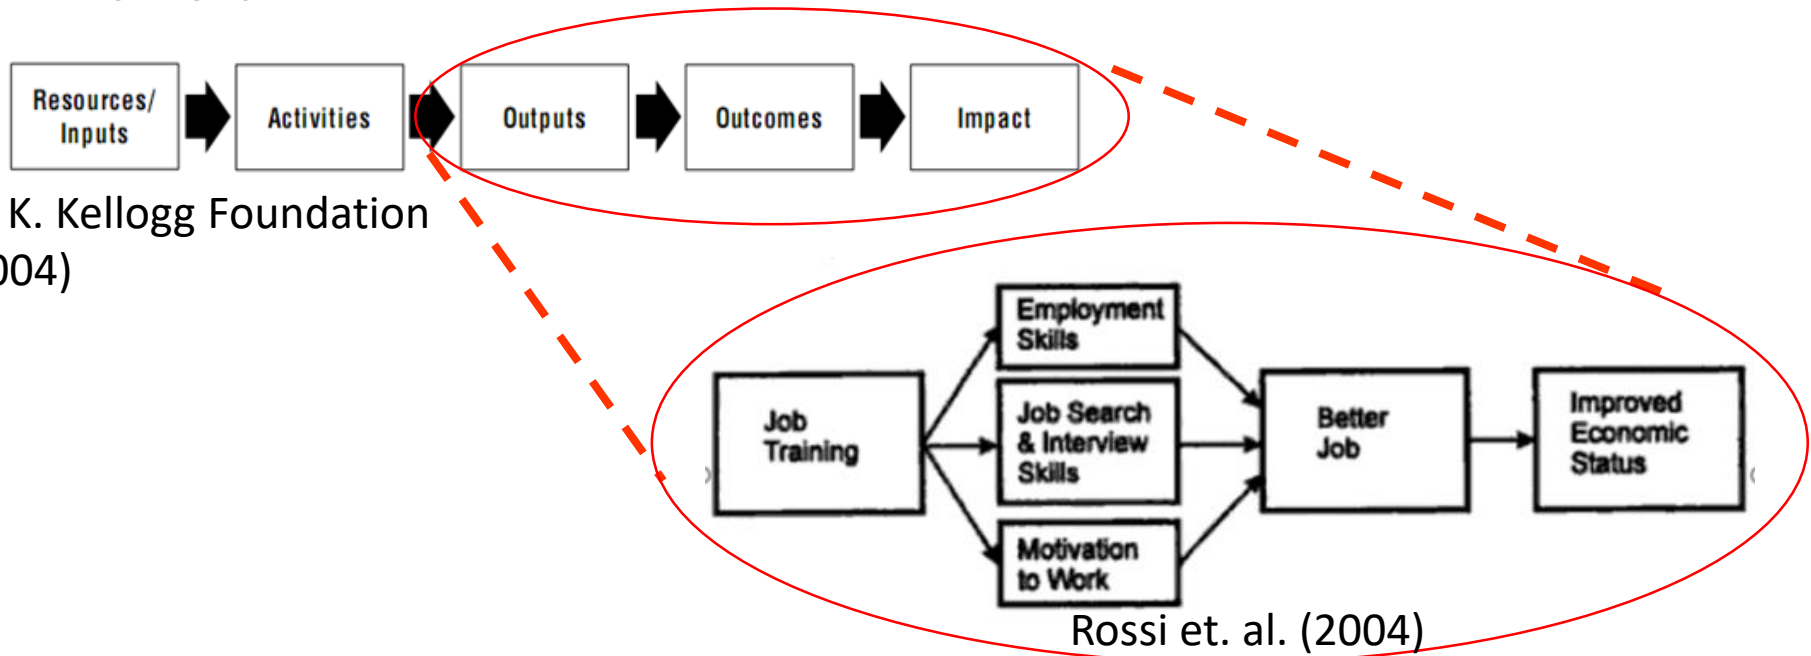 Resources/
Inputs
Activities
Outputs
Outcomes
Impact
K. Kellogg Foundation
004)
Employment
Skills
Job
Training
Job Search
& Interview
Skills
Motivation
to Work
Better
Job
Improved
Economic
Status
Rossi et. al. (2004)